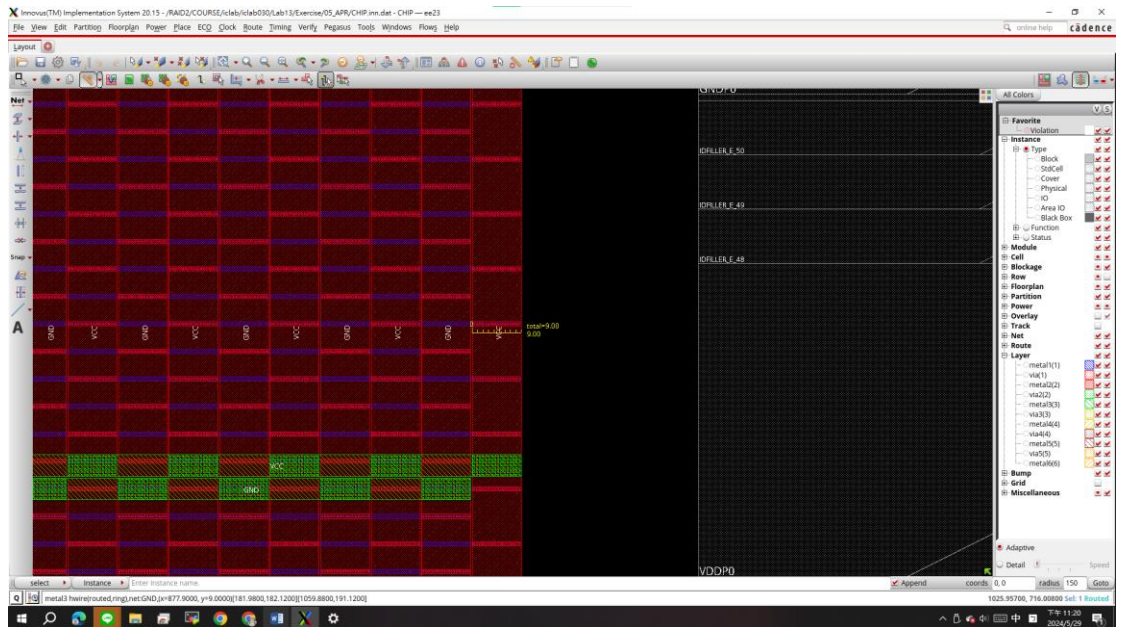 Innovus(TM) Implementation System 20.15 - /RAID2/COURSE/iclab/iclab030/Lab13/Exercise/05_APR/CHIP.inn.dat - CHIP — ee23
File View Edit Partition Floorplan Power Place ECO Clock Route Timing Verify Pegasus Tools Windows Flows Help
online help cādence
Layout
All Colors
Net
V S
Favorite
Violation
Instance
Type
Block
StdCell
Cover
Physical
IO
Area IO
Black Box
Function
Status
Module
Cell
Blockage
Row
Floorplan
Partition
Power
Overlay
Track
Net
Route
Layer
metal1(1)
via(1)
metal2(2)
via2(2)
metal3(3)
via3(3)
metal4(4)
via4(4)
metal5(5)
via5(5)
metal6(6)
Bump
Grid
Miscellaneous
Snap
A
GNDP0
IDFILLER_E_50
IDFILLER_E_49
IDFILLER_E_48
GND VCC GND VCC GND VCC GND VCC GND VCC
0
total=9.08
9.00
VCC
GND
VDDP0
Adaptive
Detail Speed
select Instance Enter Instance name. Append coords 0, 0 radius 150 Goto
Q metal3 hwire(routed,ring),net:GND,(x=877.9000, y=9.0000)[181.9800,182.1200][1059.8800,191.1200] 1025.95700, 716.00800 Sel: 1 Routed
中
下午 11:20
2024/5/29